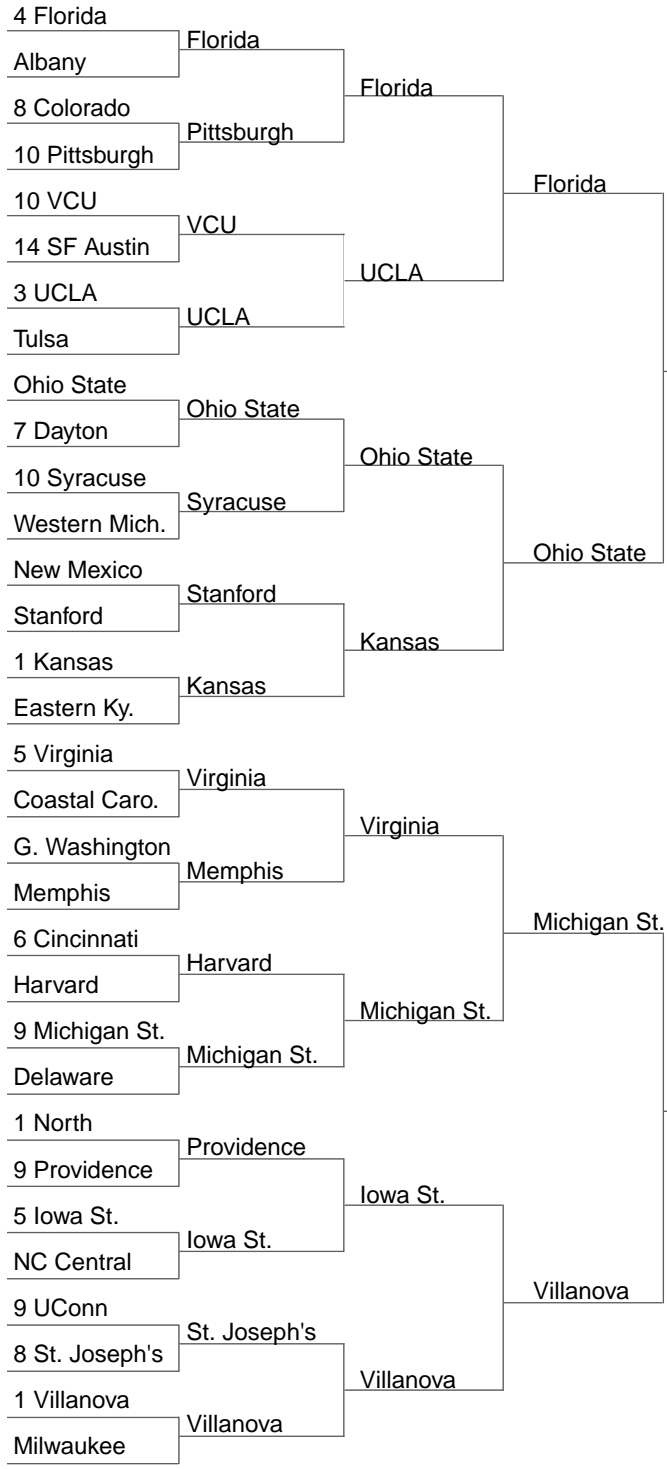 4 Florida
Albany
8 Colorado
10 Pittsburgh
10 VCU
14 SF Austin
3 UCLA
Tulsa
Ohio State
7 Dayton
10 Syracuse
Western Mich.
New Mexico
Stanford
1 Kansas
Eastern Ky.
5 Virginia
Coastal Caro.
G. Washington
Memphis
6 Cincinnati
Harvard
9 Michigan St.
Delaware
1 North
9 Providence
5 Iowa St.
NC Central
9 UConn
8 St. Joseph's
1 Villanova
Milwaukee
Florida
Pittsburgh
VCU
UCLA
Ohio State
Syracuse
Stanford
Kansas
Virginia
Memphis
Harvard
Michigan St.
Providence
Iowa St.
St. Joseph's
Villanova
Florida
UCLA
Ohio State
Kansas
Virginia
Michigan St.
Iowa St.
Villanova
Florida
Ohio State
Michigan St.
Villanova